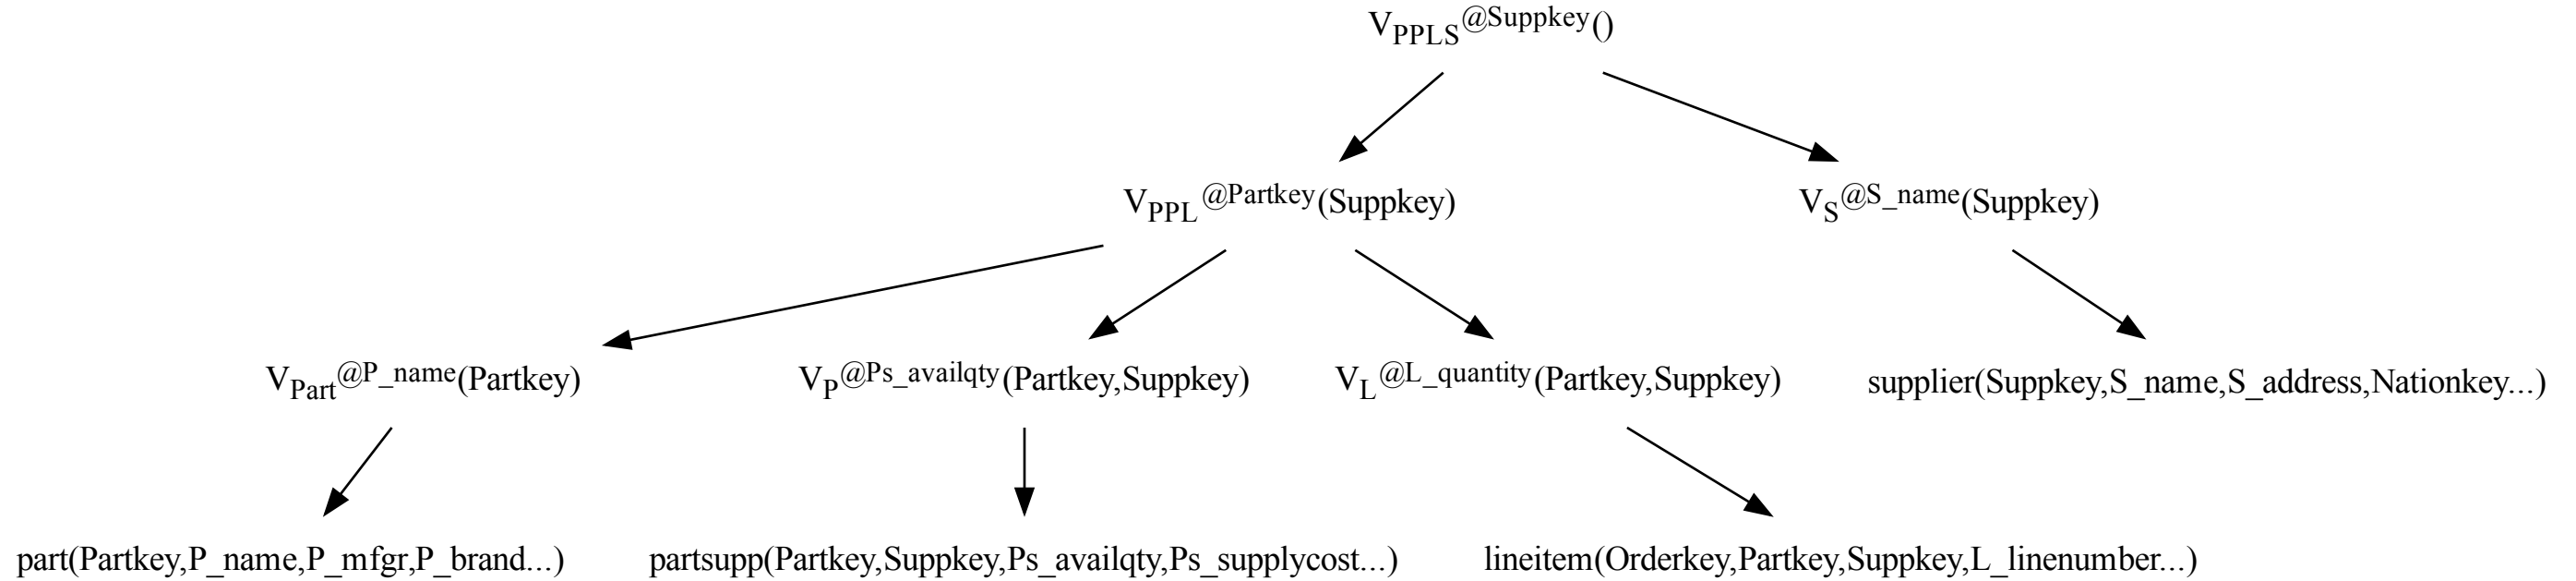 V_PPLS^@Suppkey()
V_PPL^@Partkey(Suppkey)
V_S^@S_name(Suppkey)
V_Part^@P_name(Partkey)
V_P^@Ps_availqty(Partkey,Suppkey)
V_L^@L_quantity(Partkey,Suppkey)
supplier(Suppkey,S_name,S_address,Nationkey...)
part(Partkey,P_name,P_mfgr,P_brand...)
partsupp(Partkey,Suppkey,Ps_availqty,Ps_supplycost...)
lineitem(Orderkey,Partkey,Suppkey,L_linenumber...)